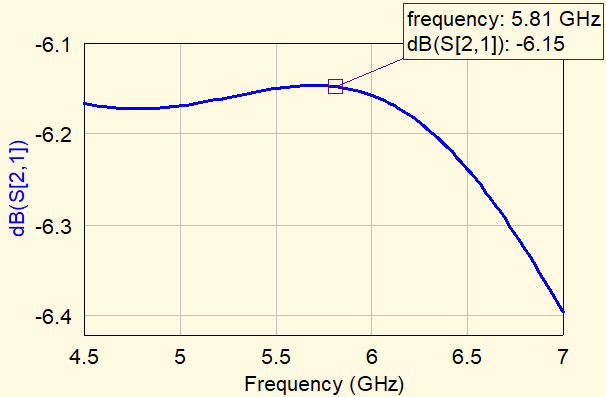 frequency: 5.81 GHz
dB(S[2,1]): -6.15
-6.1
-6.2
-6.3
-6.4
dB(S[2,1])
4.5 5 5.5 6 6.5 7
Frequency (GHz)